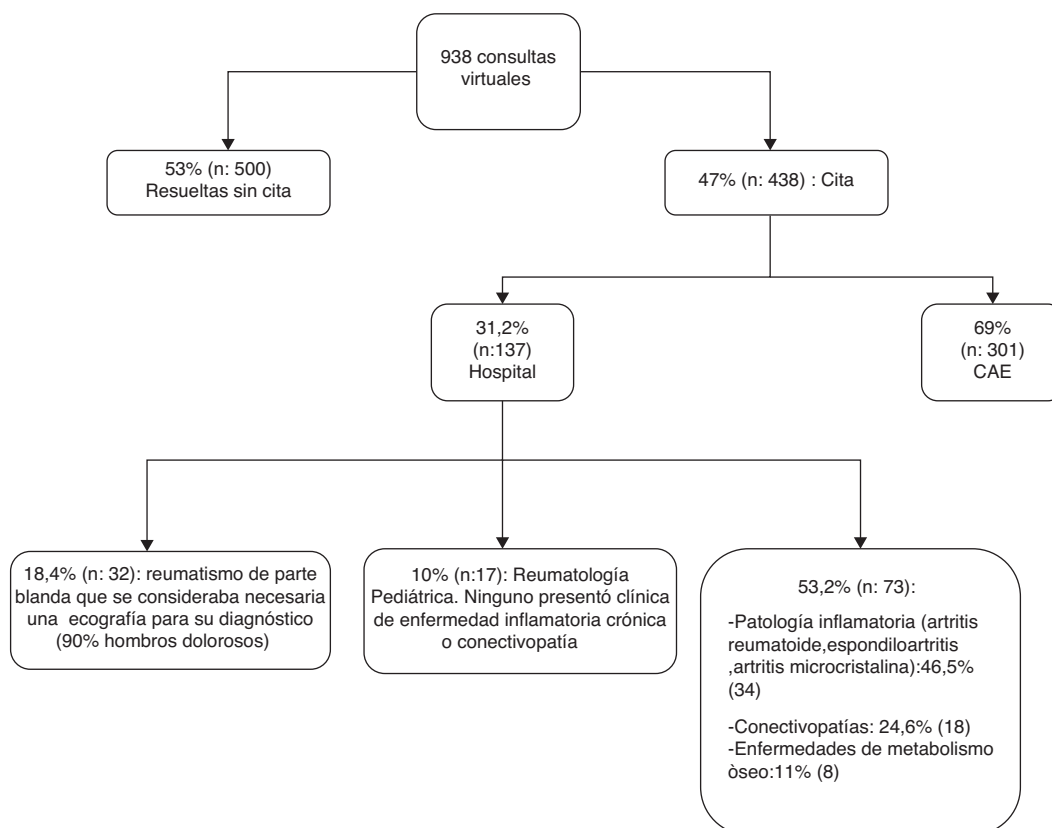 938 consultas
virtuales
53% (n: 500)
Resueltas sin cita
47% (n: 438) : Cita
31,2%
(n:137)
Hospital
69%
(n: 301)
CAE
18,4% (n: 32): reumatismo de parte
blanda que se consideraba necesaria
una ecografía para su diagnóstico
(90% hombros dolorosos)
10% (n:17): Reumatología
Pediátrica. Ninguno presentó clínica
de enfermedad inflamatoria crónica
o conectivopatía
53,2% (n: 73):
-Patología inflamatoria (artritis
reumatoide,espondiloartritis
,artritis microcristalina):46,5%
(34)
-Conectivopatías: 24,6% (18)
-Enfermedades de metabolismo
òseo:11% (8)